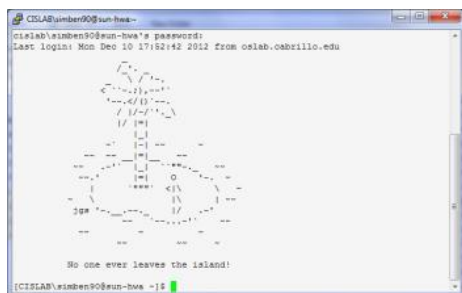 CISLAB\simben90@sun-hwa:~
cislab\simben90@sun-hwa's password:
Last login: Mon Dec 10 17:52:42 2012 from oslab.cabrillo.edu
jgs
No one ever leaves the island!
[CISLAB\simben90@sun-hwa ~]$